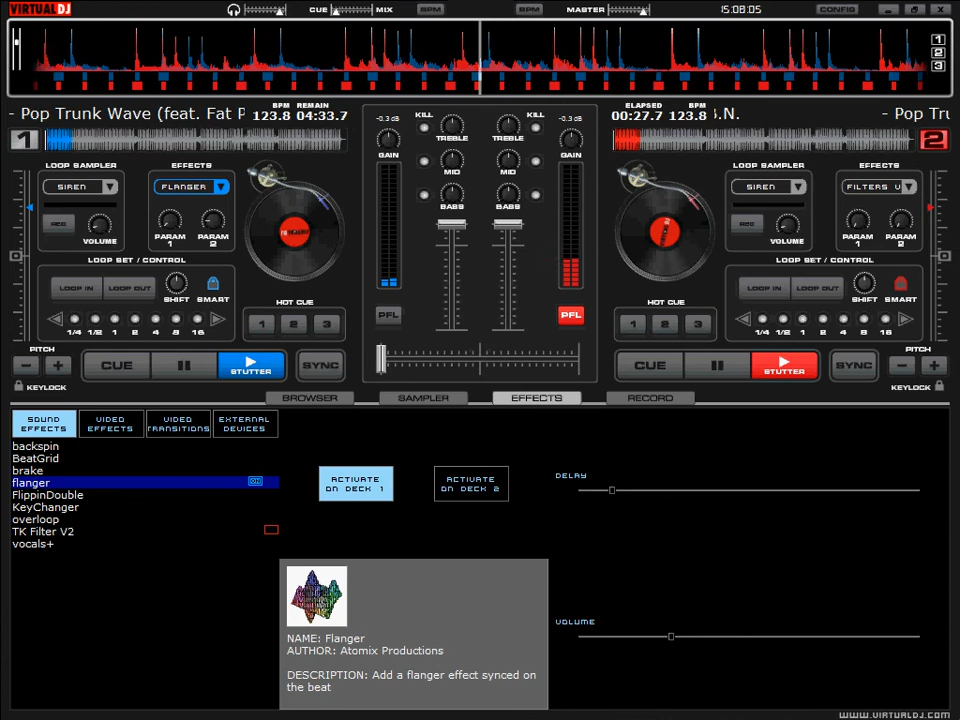 VIRTUALDJ
CUE MIX BPM BPM MASTER 15:08:05 CONFIG
1
2
3
- Pop Trunk Wave (feat. Fat P BPM 123.8 REMAIN 04:33.7
ELAPSED 00:27.7 BPM 123.8 .N. - Pop Tru
1 2
-0.3 dB KILL KILL -0.3 dB
TREBLE TREBLE
GAIN GAIN
MID MID
BASS BASS
LOOP SAMPLER EFFECTS
SIREN FLANGER
REC VOLUME PARAM 1 PARAM 2
LOOP SET / CONTROL
LOOP IN LOOP OUT SHIFT SMART
1/4 1/2 1 2 4 8 16
HOT CUE
1 2 3
PITCH
- + CUE STUTTER SYNC
KEYLOCK
PFL PFL
LOOP SAMPLER EFFECTS
SIREN FILTERS V
REC VOLUME PARAM 1 PARAM 2
LOOP SET / CONTROL
HOT CUE
LOOP IN LOOP OUT SHIFT SMART
1 2 3
1/4 1/2 1 2 4 8 16
PITCH
CUE STUTTER SYNC - +
KEYLOCK
BROWSER SAMPLER EFFECTS RECORD
SOUND EFFECTS VIDEO EFFECTS VIDEO TRANSITIONS EXTERNAL DEVICES
backspin
BeatGrid
brake
flanger ON
FlippinDouble
KeyChanger
overloop
TK Filter V2
vocals+
ACTIVATE ON DECK 1
ACTIVATE ON DECK 2
DELAY
VOLUME
NAME: Flanger
AUTHOR: Atomix Productions
DESCRIPTION: Add a flanger effect synced on
the beat
www.VIRTUALDJ.com